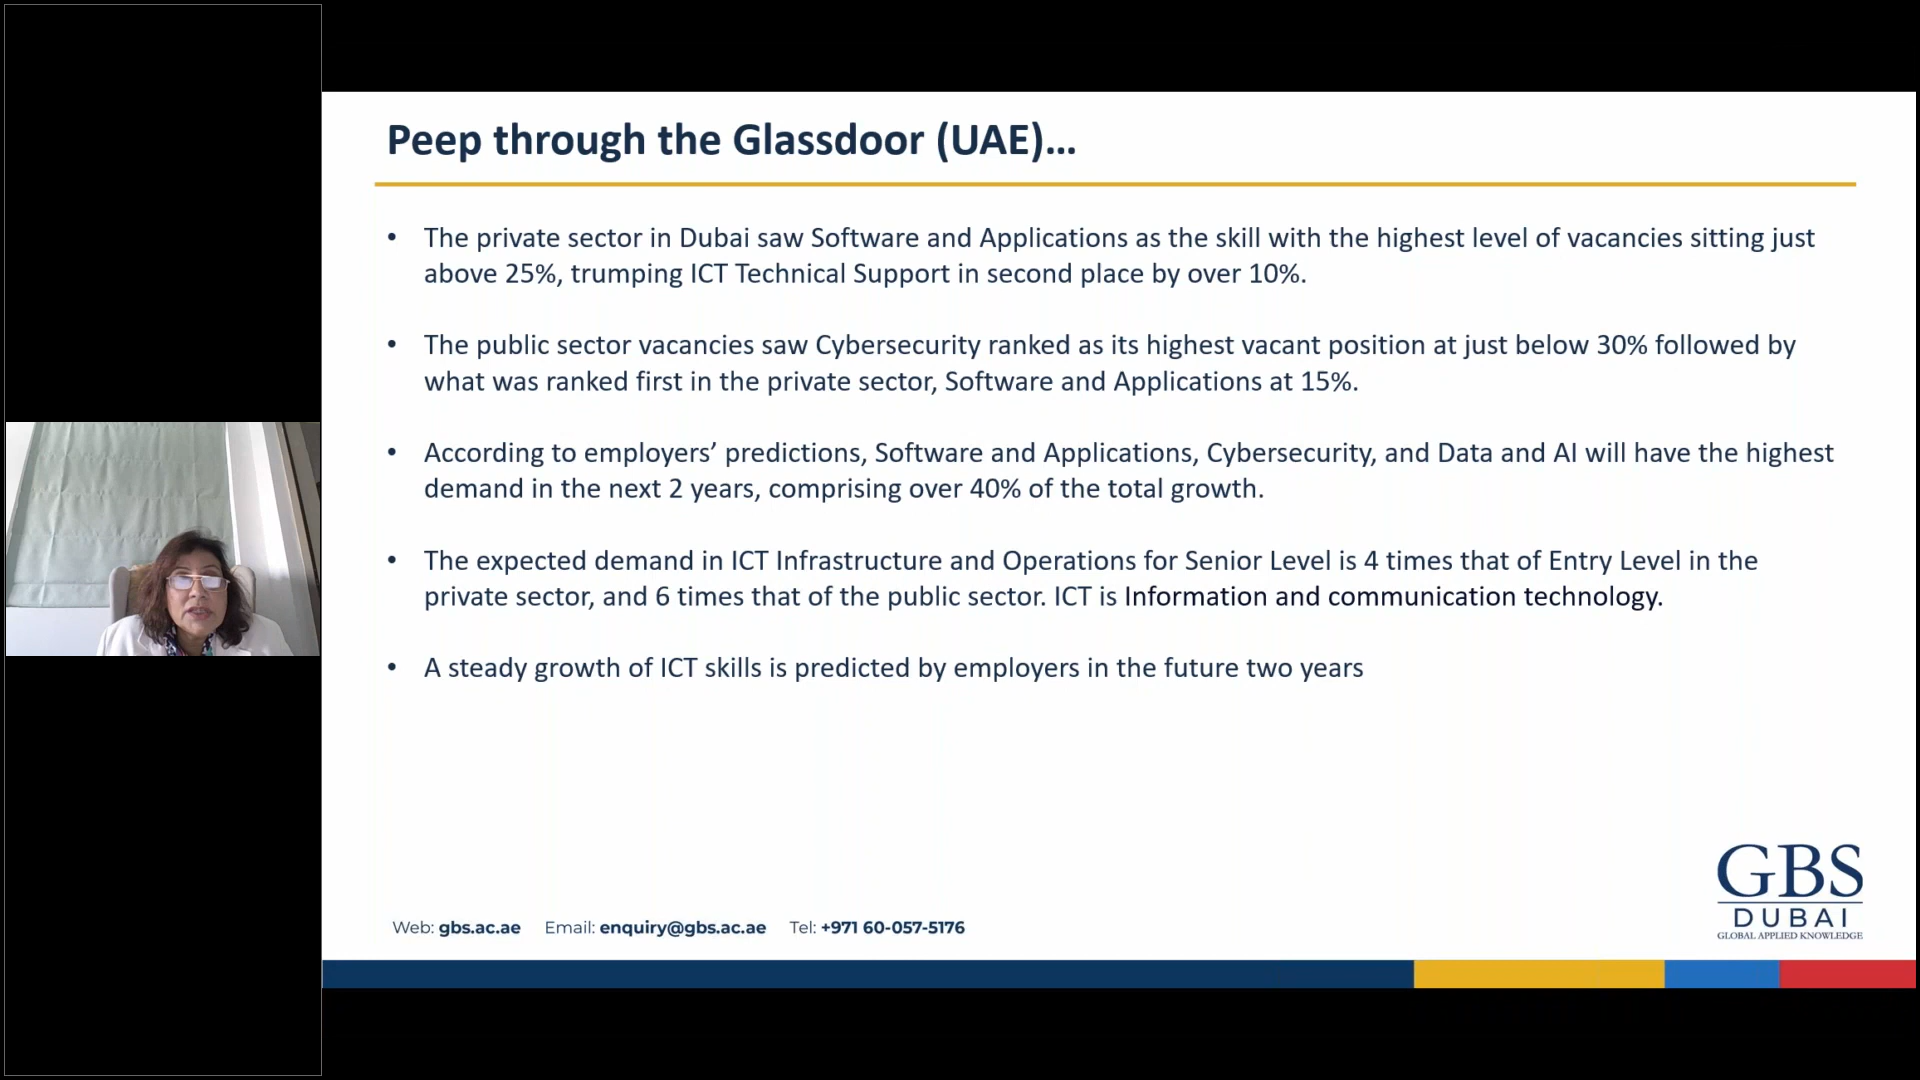 Peep through the Glassdoor (UAE)...
• The private sector in Dubai saw Software and Applications as the skill with the highest level of vacancies sitting just
above 25%, trumping ICT Technical Support in second place by over 10%.
• The public sector vacancies saw Cybersecurity ranked as its highest vacant position at just below 30% followed by
what was ranked first in the private sector, Software and Applications at 15%.
• According to employers’ predictions, Software and Applications, Cybersecurity, and Data and AI will have the highest
demand in the next 2 years, comprising over 40% of the total growth.
• The expected demand in ICT Infrastructure and Operations for Senior Level is 4 times that of Entry Level in the
private sector, and 6 times that of the public sector. ICT is Information and communication technology.
• A steady growth of ICT skills is predicted by employers in the future two years
GBS
DUBAI
GLOBAL APPLIED KNOWLEDGE
Web: gbs.ac.ae Email: enquiry@gbs.ac.ae Tel: +971 60-057-5176